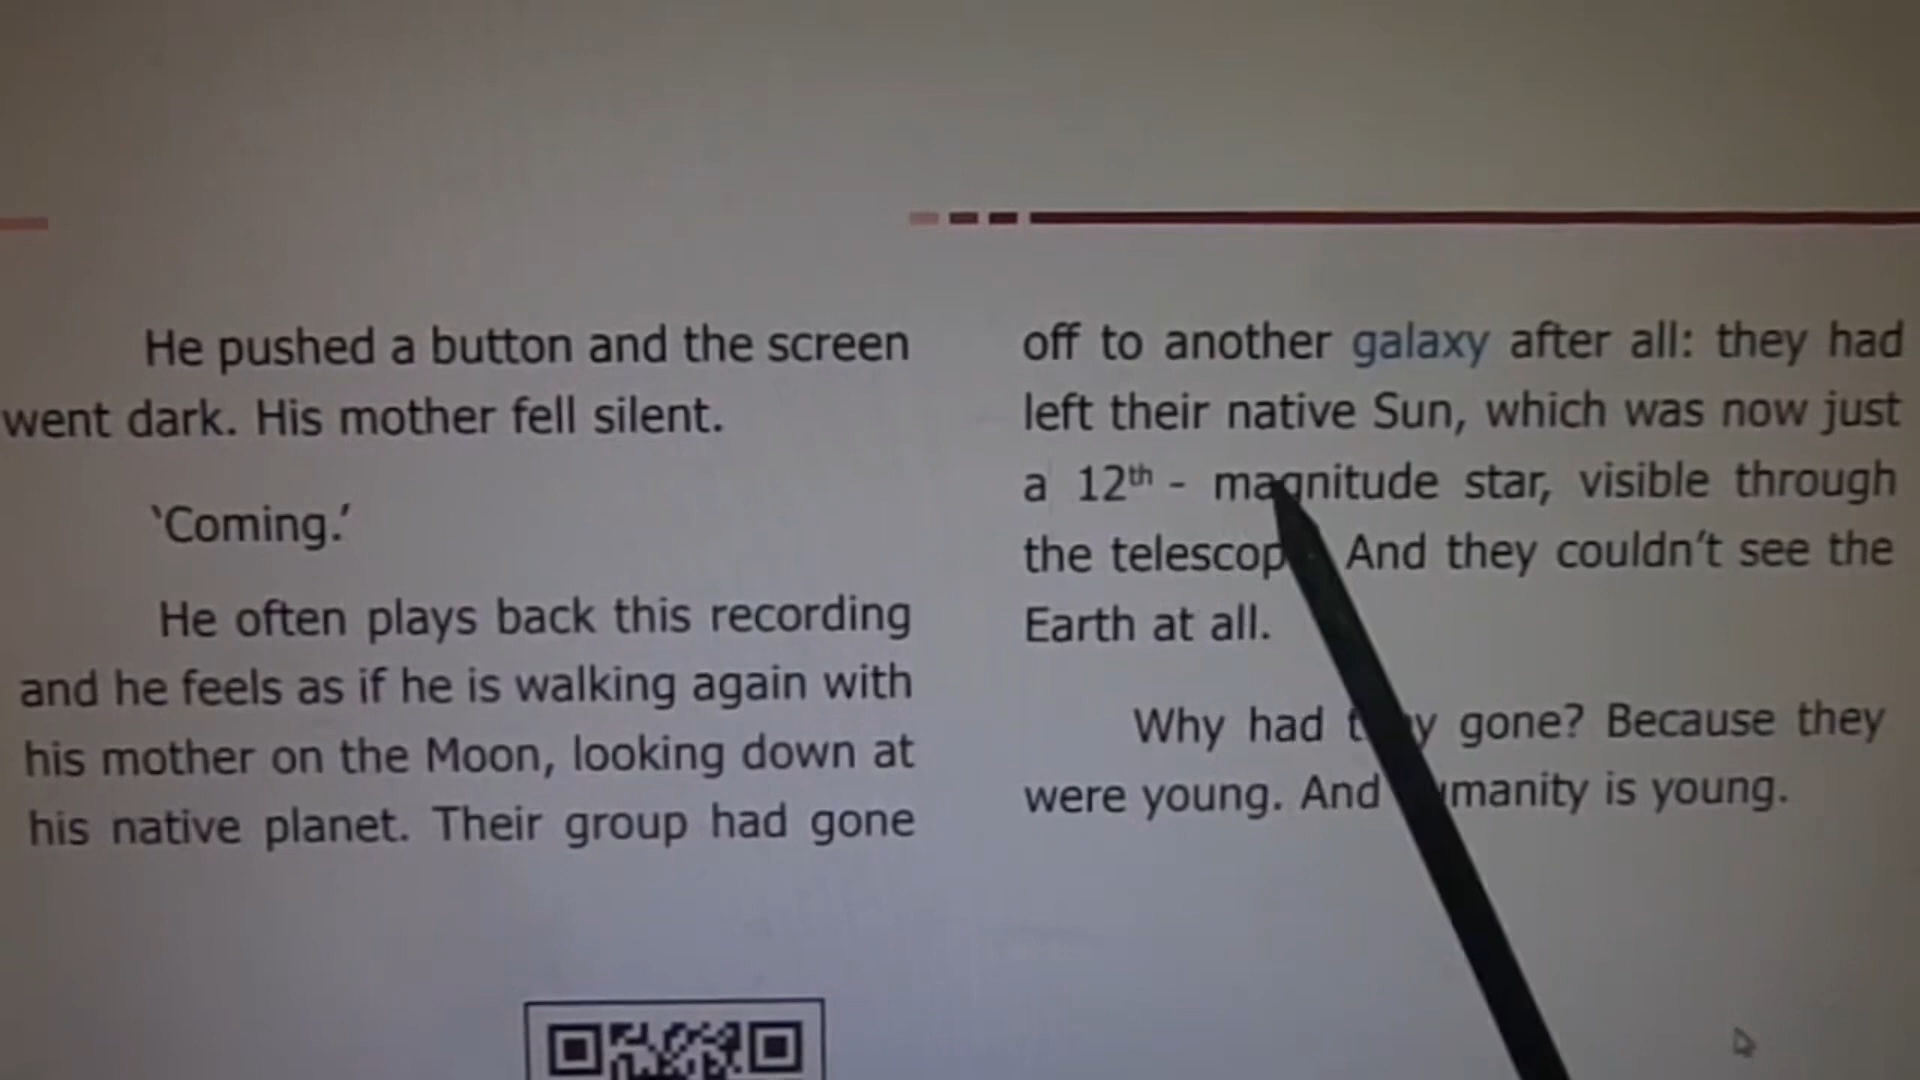 He pushed a button and the screen
went dark. His mother fell silent.
‘Coming.’
He often plays back this recording
and he feels as if he is walking again with
his mother on the Moon, looking down at
his native planet. Their group had gone
off to another galaxy after all: they had
left their native Sun, which was now just
a 12th - magnitude star, visible through
the And they couldn’t see the
Earth at all.
Why had gone? Because they
were young. And is young.